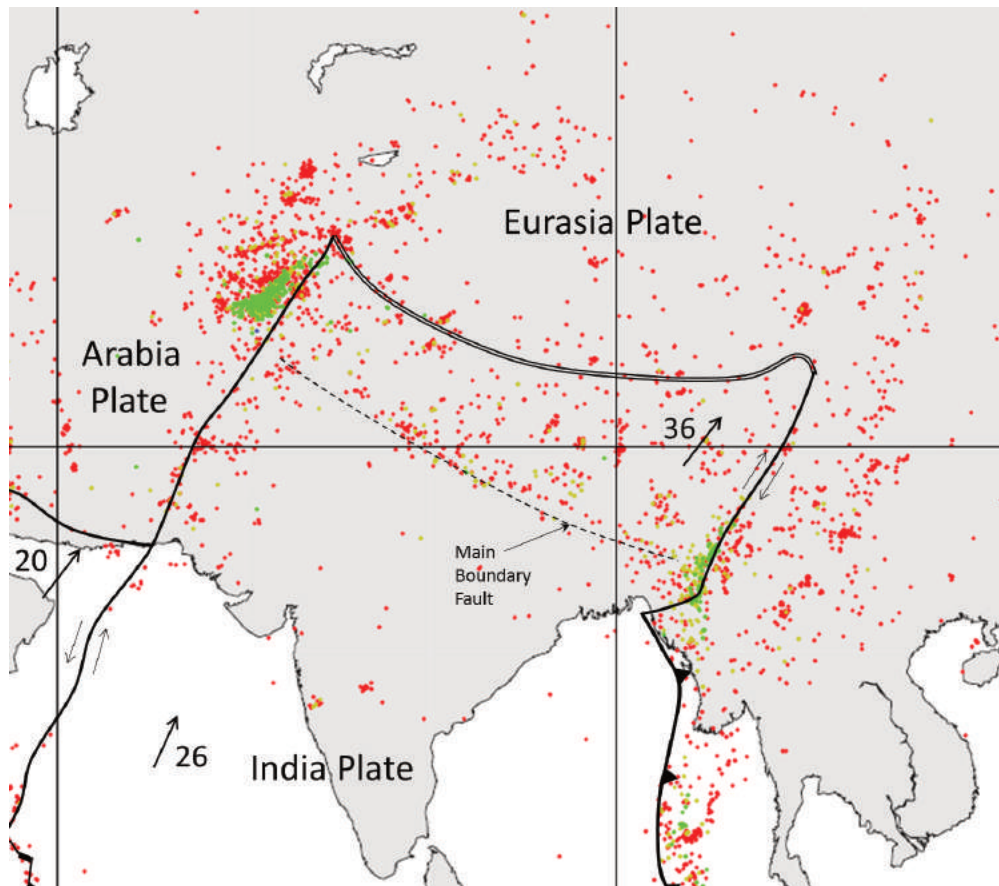 Eurasia Plate
Arabia
Plate
36
Main
Boundary
Fault
20
26
India Plate